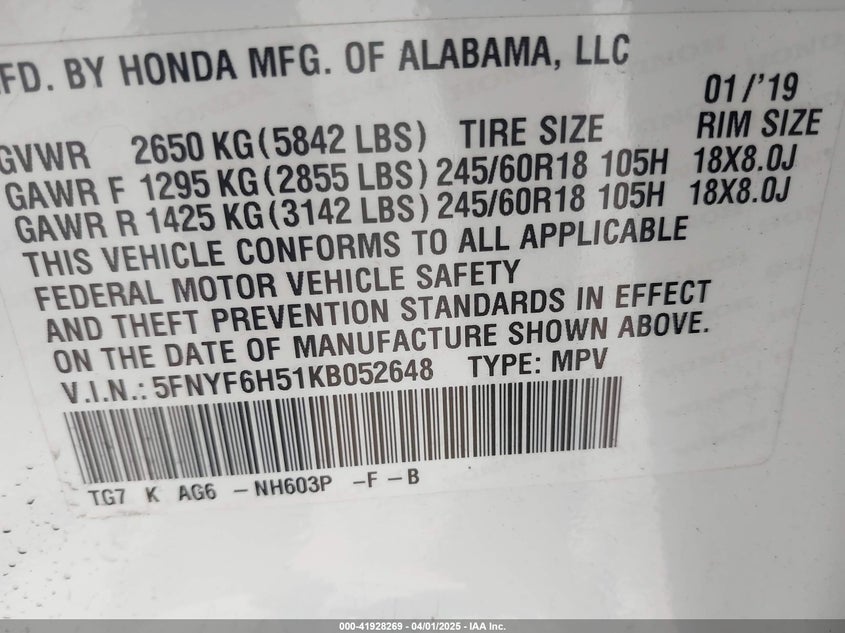 MFD. BY HONDA MFG. OF ALABAMA, LLC
01/'19
GVWR 2650 KG (5842 LBS) TIRE SIZE RIM SIZE
GAWR F 1295 KG (2855 LBS) 245/60R18 105H 18X8.0J
GAWR R 1425 KG (3142 LBS) 245/60R18 105H 18X8.0J
THIS VEHICLE CONFORMS TO ALL APPLICABLE
FEDERAL MOTOR VEHICLE SAFETY
AND THEFT PREVENTION STANDARDS IN EFFECT
ON THE DATE OF MANUFACTURE SHOWN ABOVE.
V.I.N.: 5FNYF6H51KB052648 TYPE: MPV
TG7 K AG6 -NH603P -F -B
000-41928269 - 04/01/2025 - IAA Inc.